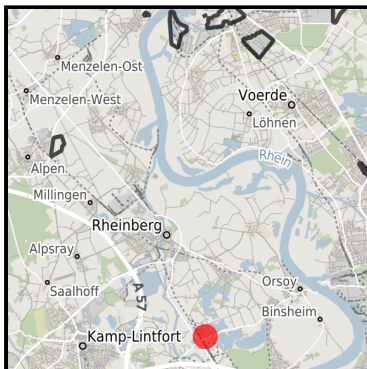 Menzelen-Ost
Menzelen-West
Voerde
Löhnen
Rhein
Alpen
Millingen
Rheinberg
Alpsray
A 57
Saalhoff
Orsoy
Binsheim
Kamp-Lintfort